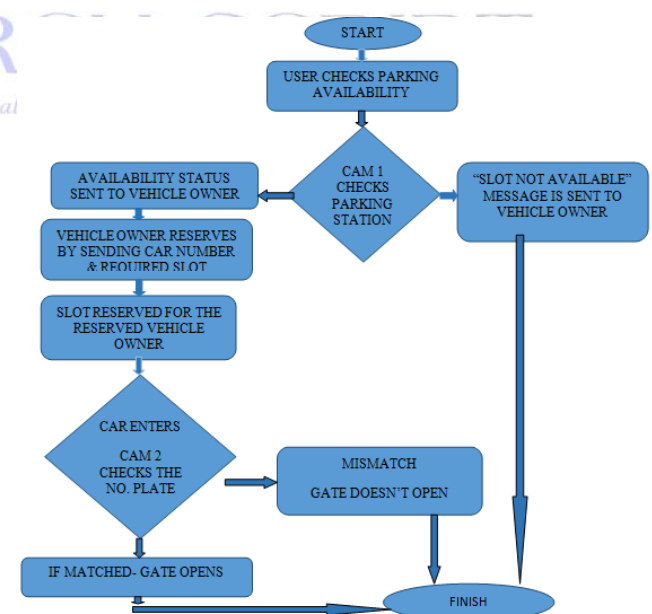 START
USER CHECKS PARKING
AVAILABILITY
CAM 1
CHECKS
PARKING
STATION
AVAILABILITY STATUS
SENT TO VEHICLE OWNER
“SLOT NOT AVAILABLE”
MESSAGE IS SENT TO
VEHICLE OWNER
VEHICLE OWNER RESERVES
BY SENDING CAR NUMBER
& REQUIRED SLOT
SLOT RESERVED FOR THE
RESERVED VEHICLE
OWNER
CAR ENTERS
CAM 2
CHECKS THE
NO. PLATE
MISMATCH
GATE DOESN’T OPEN
IF MATCHED- GATE OPENS
FINISH